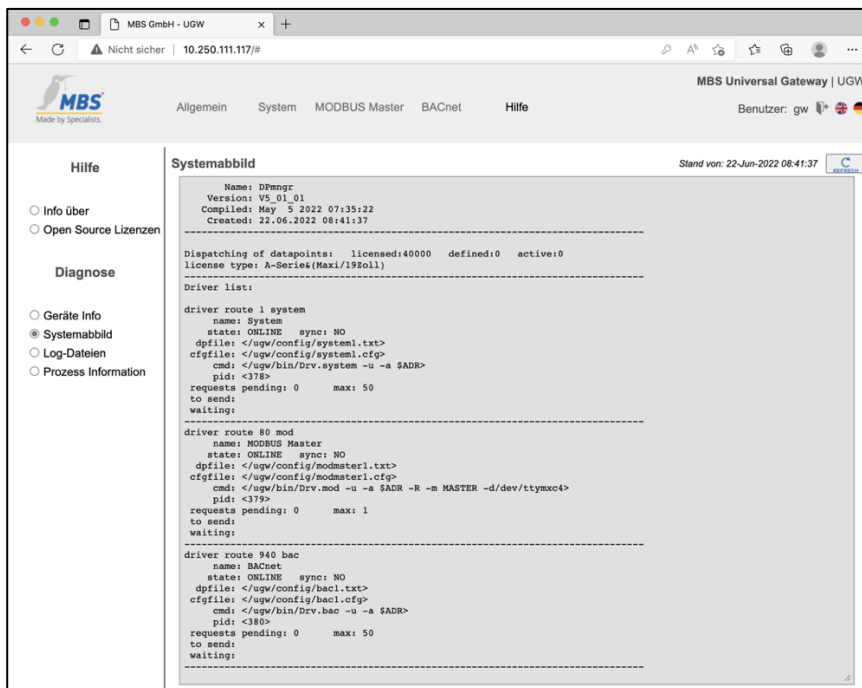 MBS GmbH - UGW
Nicht sicher | 10.250.111.117/#
MBS Universal Gateway | UGW
MBS
Made by Specialists.
Allgemein System MODBUS Master BACnet Hilfe
Benutzer: gw
Hilfe
Info über
Open Source Lizenzen
Diagnose
Geräte Info
Systemabbild
Log-Dateien
Prozess Information
Systemabbild
Stand von: 22-Jun-2022 08:41:37
REFRESH
Name: DPmngr
Version: V5_01_01
Compiled: May 5 2022 07:35:22
Created: 22.06.2022 08:41:37
--------------------------------------------------------------------------------
Dispatching of datapoints: licensed:40000 defined:0 active:0
license type: A-Serie&(Maxi/19Zoll)
--------------------------------------------------------------------------------
Driver list:
driver route 1 system
name: System
state: ONLINE sync: NO
dpfile: </ugw/config/system1.txt>
cfgfile: </ugw/config/system1.cfg>
cmd: </ugw/bin/Drv.system -u -a $ADR>
pid: <378>
requests pending: 0 max: 50
to send:
waiting:
--------------------------------------------------------------------------------
driver route 80 mod
name: MODBUS Master
state: ONLINE sync: NO
dpfile: </ugw/config/modmster1.txt>
cfgfile: </ugw/config/modmster1.cfg>
cmd: </ugw/bin/Drv.mod -u -a $ADR -R -m MASTER -d/dev/ttymxc4>
pid: <379>
requests pending: 0 max: 1
to send:
waiting:
--------------------------------------------------------------------------------
driver route 940 bac
name: BACnet
state: ONLINE sync: NO
dpfile: </ugw/config/bac1.txt>
cfgfile: </ugw/config/bac1.cfg>
cmd: </ugw/bin/Drv.bac -u -a $ADR>
pid: <380>
requests pending: 0 max: 50
to send:
waiting:
--------------------------------------------------------------------------------